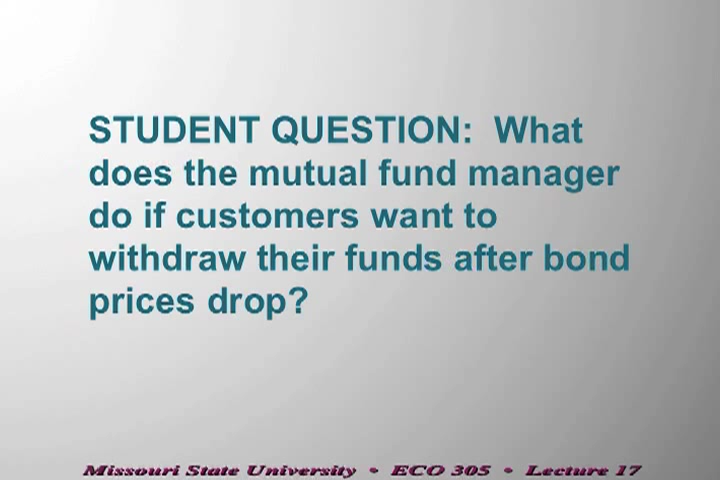 STUDENT QUESTION: What
does the mutual fund manager
do if customers want to
withdraw their funds after bond
prices drop?
Missouri State University • ECO 305 • Lecture 17